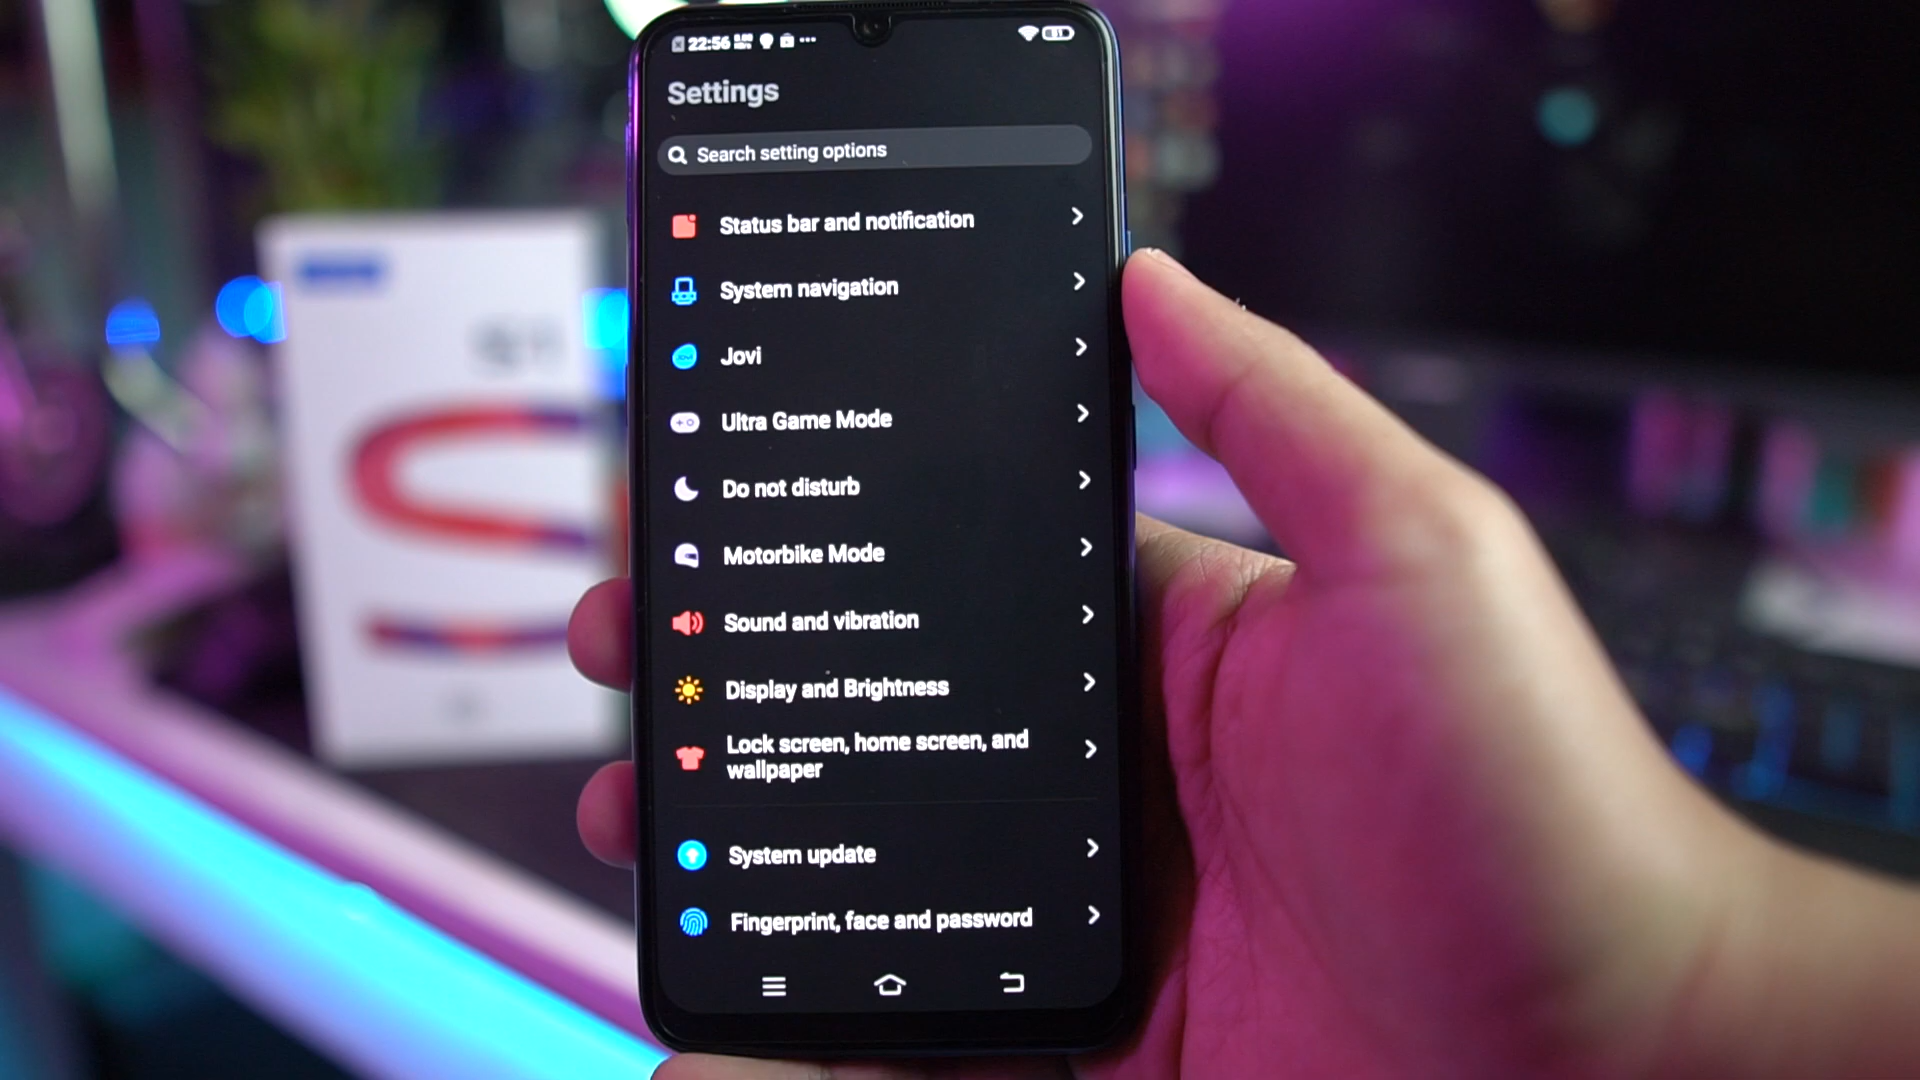 22:56
Settings
Search setting options
Status bar and notification
System navigation
Jovi
Ultra Game Mode
Do not disturb
Motorbike Mode
Sound and vibration
Display and Brightness
Lock screen, home screen, and
wallpaper
System update
Fingerprint, face and password